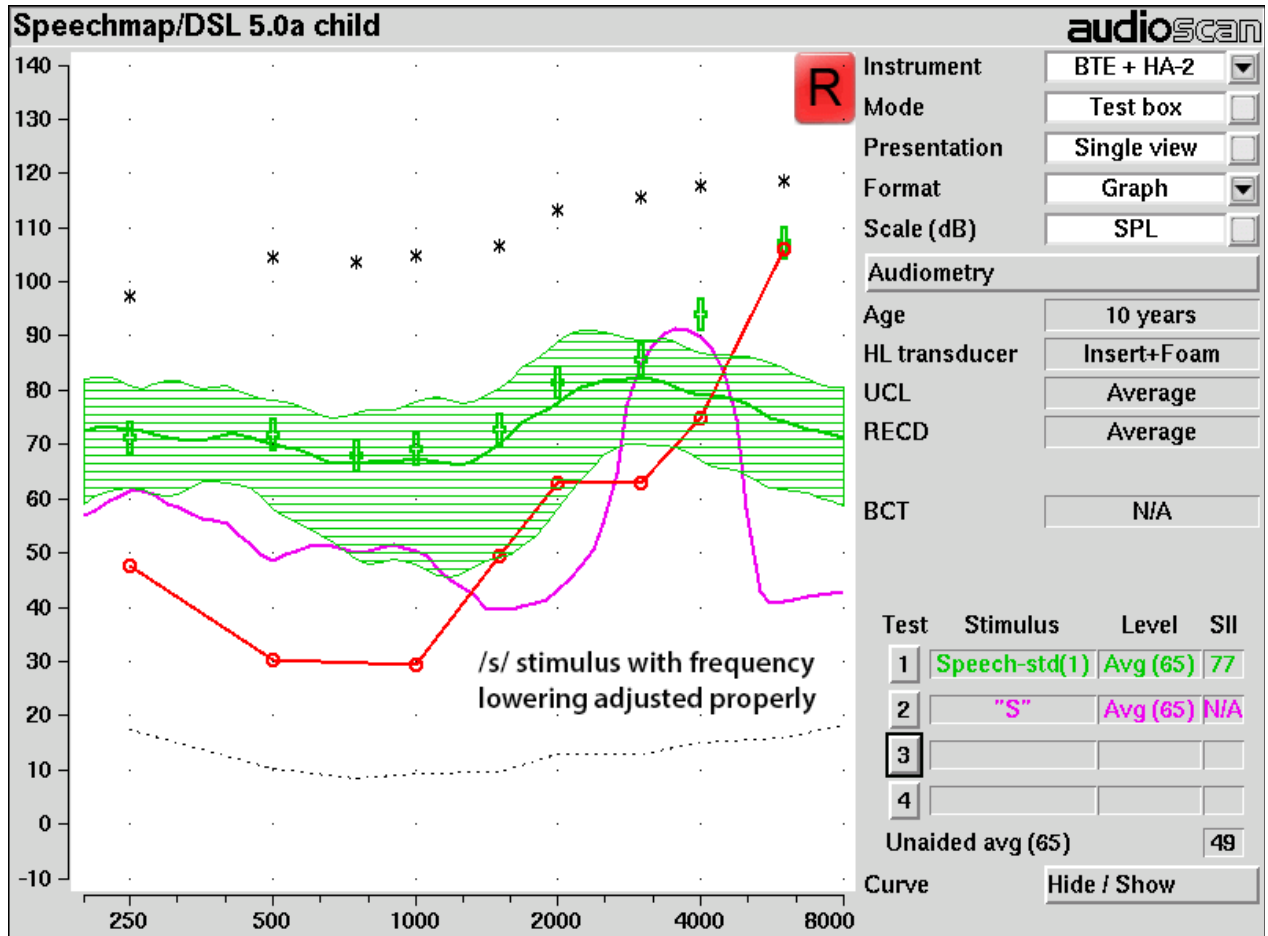 Speechmap/DSL 5.0a child
audioscan
140
130
120
110
100
90
80
70
60
50
40
30
20
10
0
-10
250 500 1000 2000 4000 8000
R
/s/ stimulus with frequency
lowering adjusted properly
Instrument BTE + HA-2
Mode Test box
Presentation Single view
Format Graph
Scale (dB) SPL
Audiometry
Age 10 years
HL transducer Insert+Foam
UCL Average
RECD Average
BCT N/A
Test Stimulus Level SII
1 Speech-std(1) Avg (65) 77
2 "S" Avg (65) N/A
3
4
Unaided avg (65) 49
Curve Hide / Show